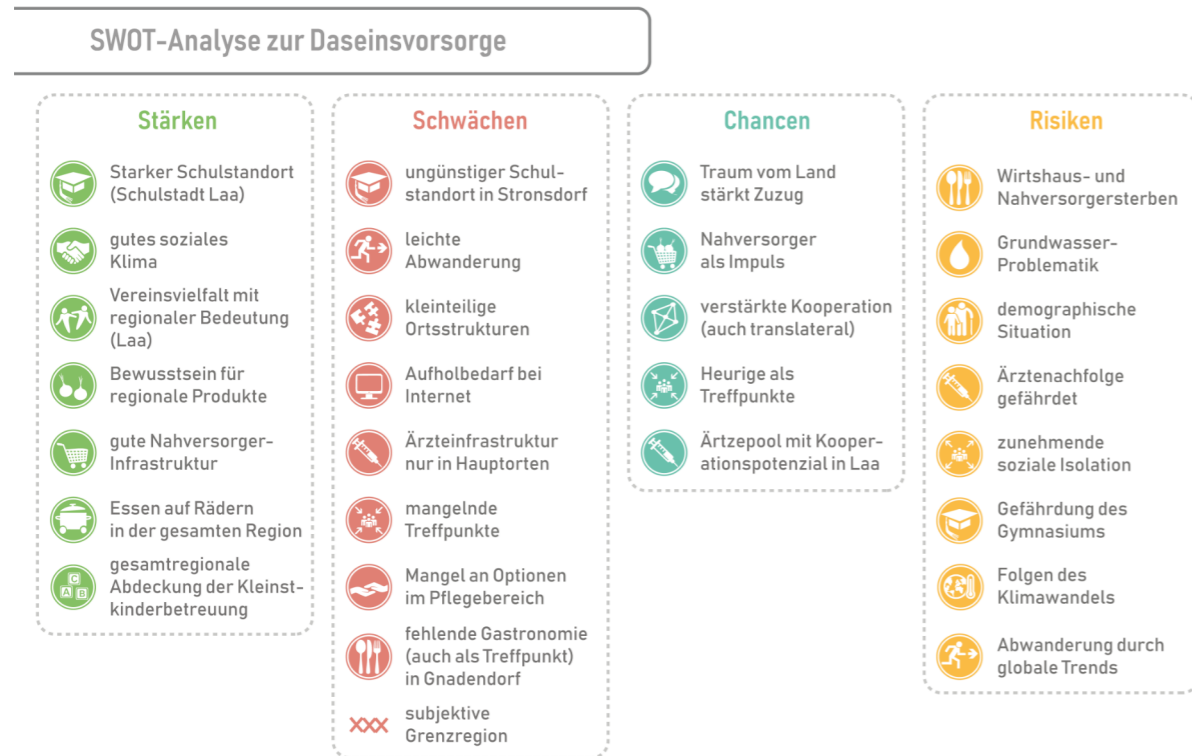 SWOT-Analyse zur Daseinsvorsorge
Stärken
Starker Schulstandort
(Schulstadt Laa)
gutes soziales
Klima
Vereinsvielfalt mit
regionaler Bedeutung
(Laa)
Bewusstsein für
regionale Produkte
gute Nahversorger-
Infrastruktur
Essen auf Rädern
in der gesamten Region
C
A B
gesamtregionale
Abdeckung der Kleinst-
kinderbetreuung
Schwächen
ungünstiger Schul-
standort in Stronsdorf
leichte
Abwanderung
kleinteilige
Ortsstrukturen
Aufholbedarf bei
Internet
Ärzteinfrastruktur
nur in Hauptorten
mangelnde
Treffpunkte
Mangel an Optionen
im Pflegebereich
fehlende Gastronomie
(auch als Treffpunkt)
in Gnadendorf
subjektive
Grenzregion
Chancen
Traum vom Land
stärkt Zuzug
Nahversorger
als Impuls
verstärkte Kooperation
(auch translateral)
Heurige als
Treffpunkte
Ärtzepool mit Kooper-
ationspotenzial in Laa
Risiken
Wirtshaus- und
Nahversorgersterben
Grundwasser-
Problematik
demographische
Situation
Ärztenachfolge
gefährdet
zunehmende
soziale Isolation
Gefährdung des
Gymnasiums
Folgen des
Klimawandels
Abwanderung durch
globale Trends